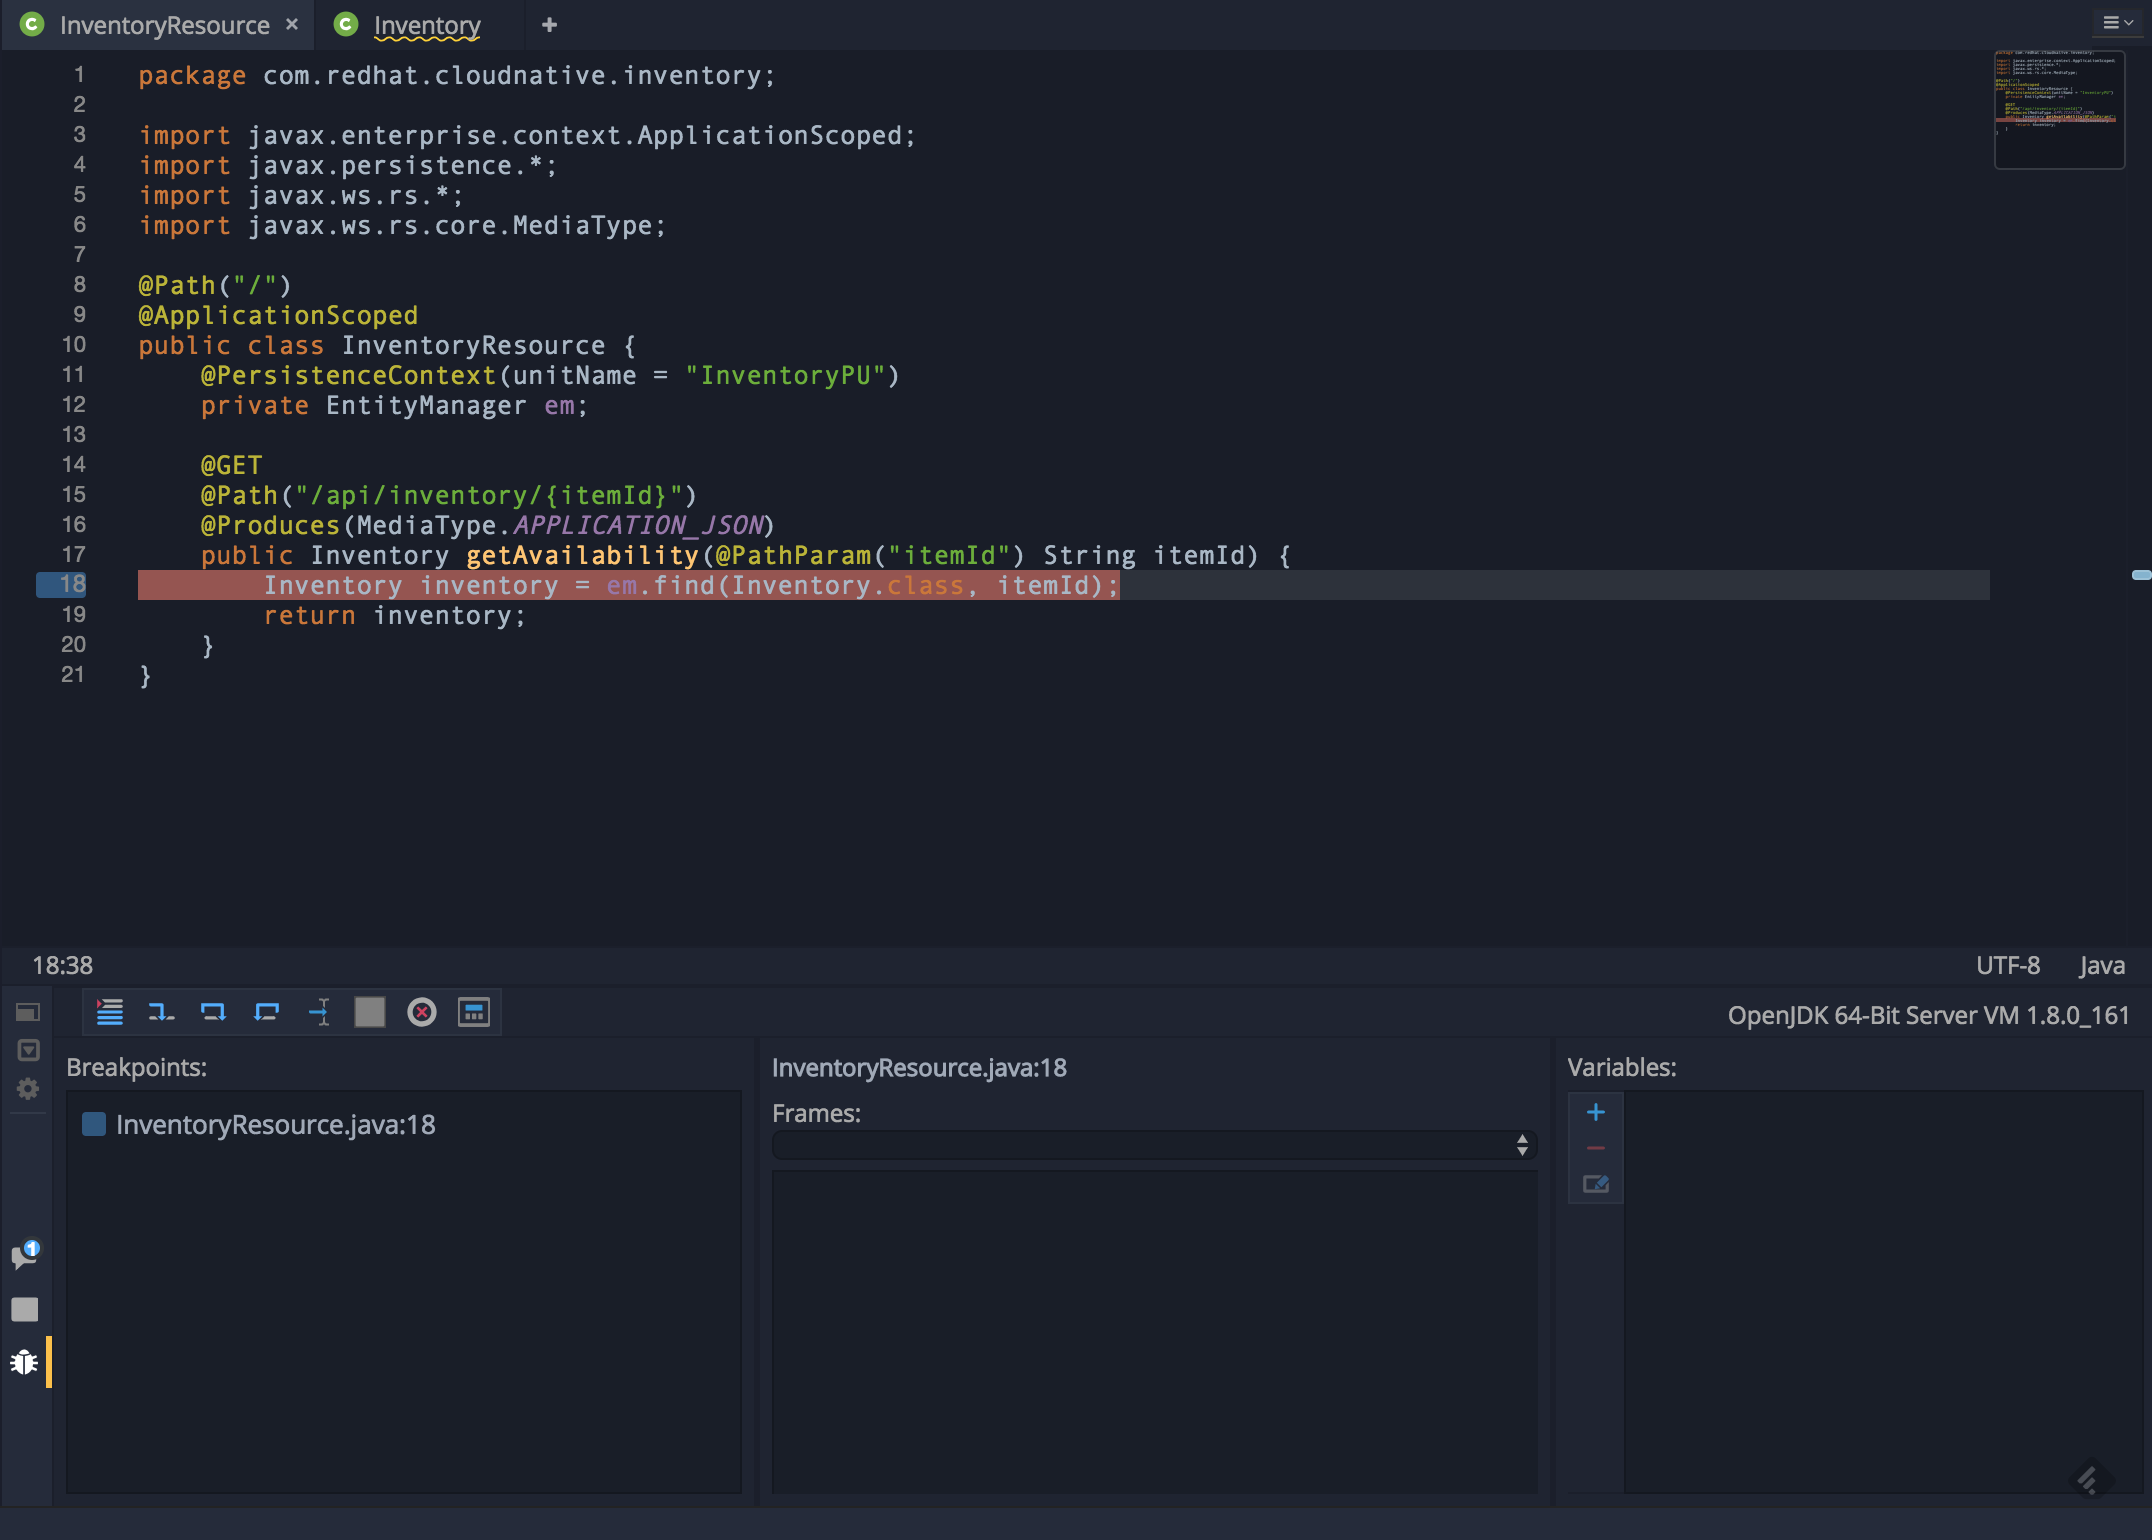 InventoryResource × Inventory +
1 package com.redhat.cloudnative.inventory;
2
3 import javax.enterprise.context.ApplicationScoped;
4 import javax.persistence.*;
5 import javax.ws.rs.*;
6 import javax.ws.rs.core.MediaType;
7
8 @Path("/")
9 @ApplicationScoped
10 public class InventoryResource {
11     @PersistenceContext(unitName = "InventoryPU")
12     private EntityManager em;
13
14     @GET
15     @Path("/api/inventory/{itemId}")
16     @Produces(MediaType.APPLICATION_JSON)
17     public Inventory getAvailability(@PathParam("itemId") String itemId) {
18         Inventory inventory = em.find(Inventory.class, itemId);
19         return inventory;
20     }
21 }
18:38 UTF-8 Java
OpenJDK 64-Bit Server VM 1.8.0_161
Breakpoints:
InventoryResource.java:18
InventoryResource.java:18
Frames:
Variables:
1